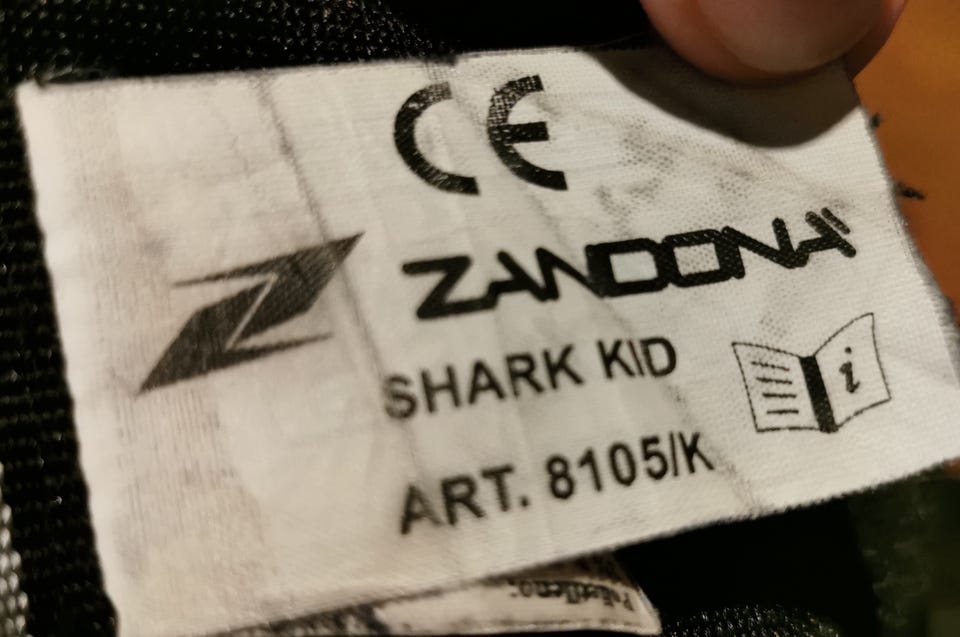 CE
ZANDONA'
SHARK KID
i
ART. 8105/K